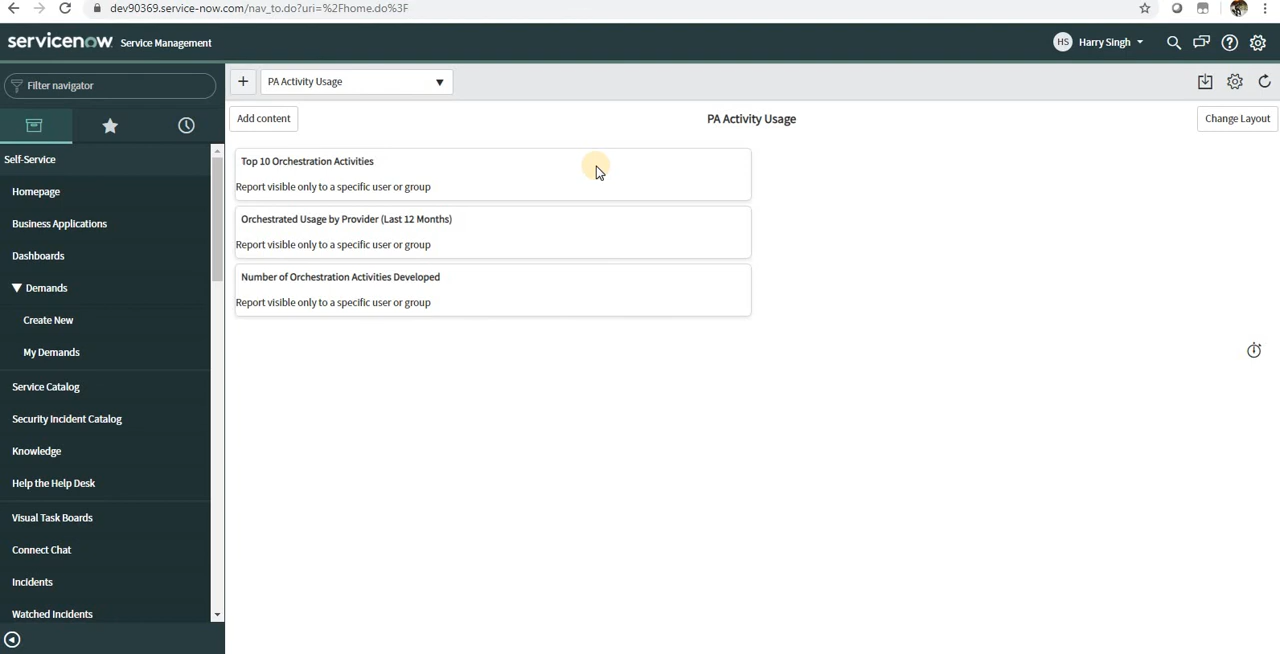 dev90369.service-now.com/nav_to.do?uri=%2Fhome.do%3F
servicenow Service Management
HS Harry Singh
Filter navigator
PA Activity Usage
Add content
PA Activity Usage
Change Layout
Self-Service
Homepage
Business Applications
Dashboards
Demands
Create New
My Demands
Service Catalog
Security Incident Catalog
Knowledge
Help the Help Desk
Visual Task Boards
Connect Chat
Incidents
Watched Incidents
Top 10 Orchestration Activities
Report visible only to a specific user or group
Orchestrated Usage by Provider (Last 12 Months)
Report visible only to a specific user or group
Number of Orchestration Activities Developed
Report visible only to a specific user or group